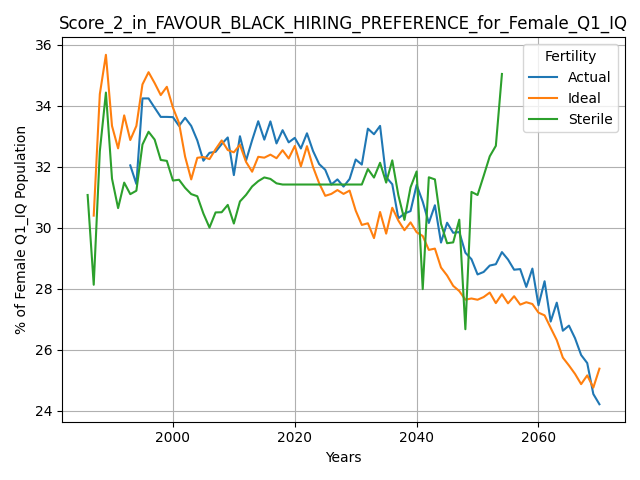 Score_2_in_FAVOUR_BLACK_HIRING_PREFERENCE_for_Female_Q1_IQ
36
34
32
30
28
26
24
% of Female Q1_IQ Population
Fertility
Actual
Ideal
Sterile
2000
2020
2040
2060
Years